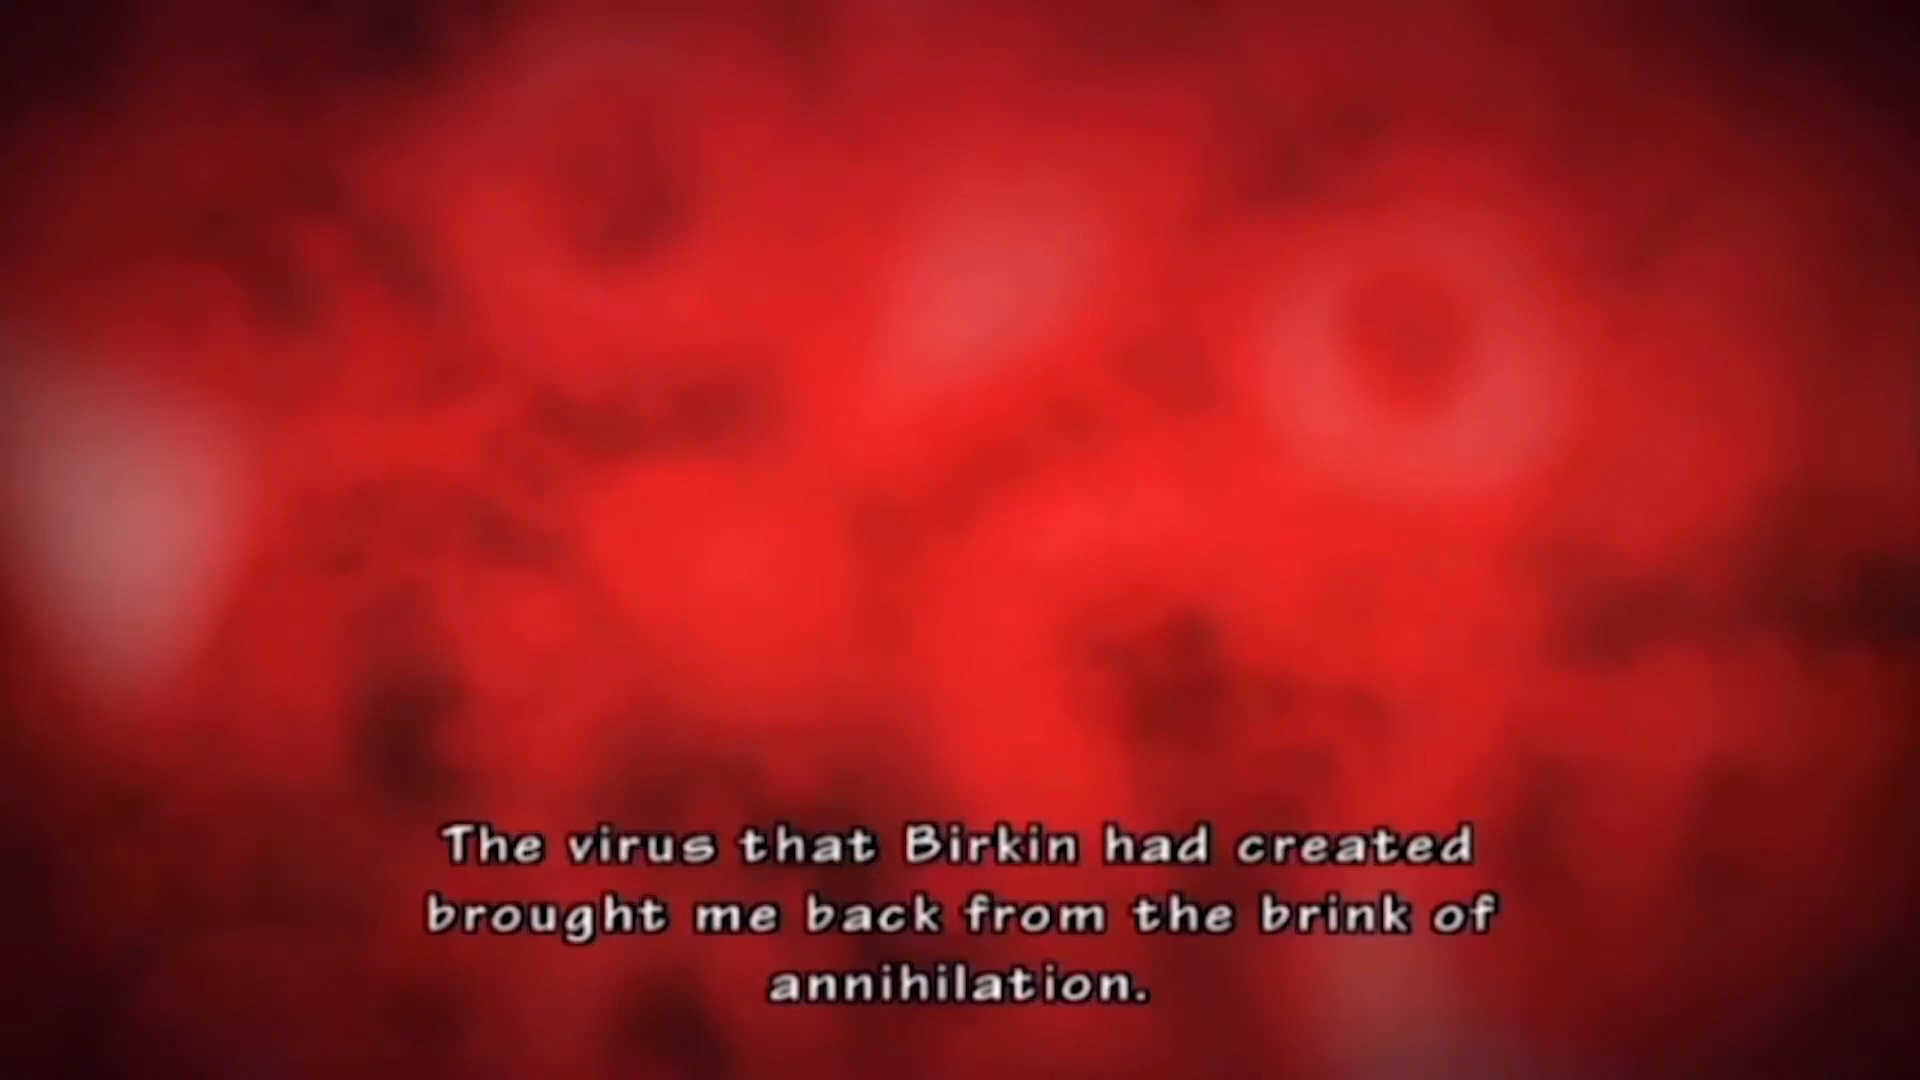 The virus that Birkin had created
brought me back from the brink of
annihilation.